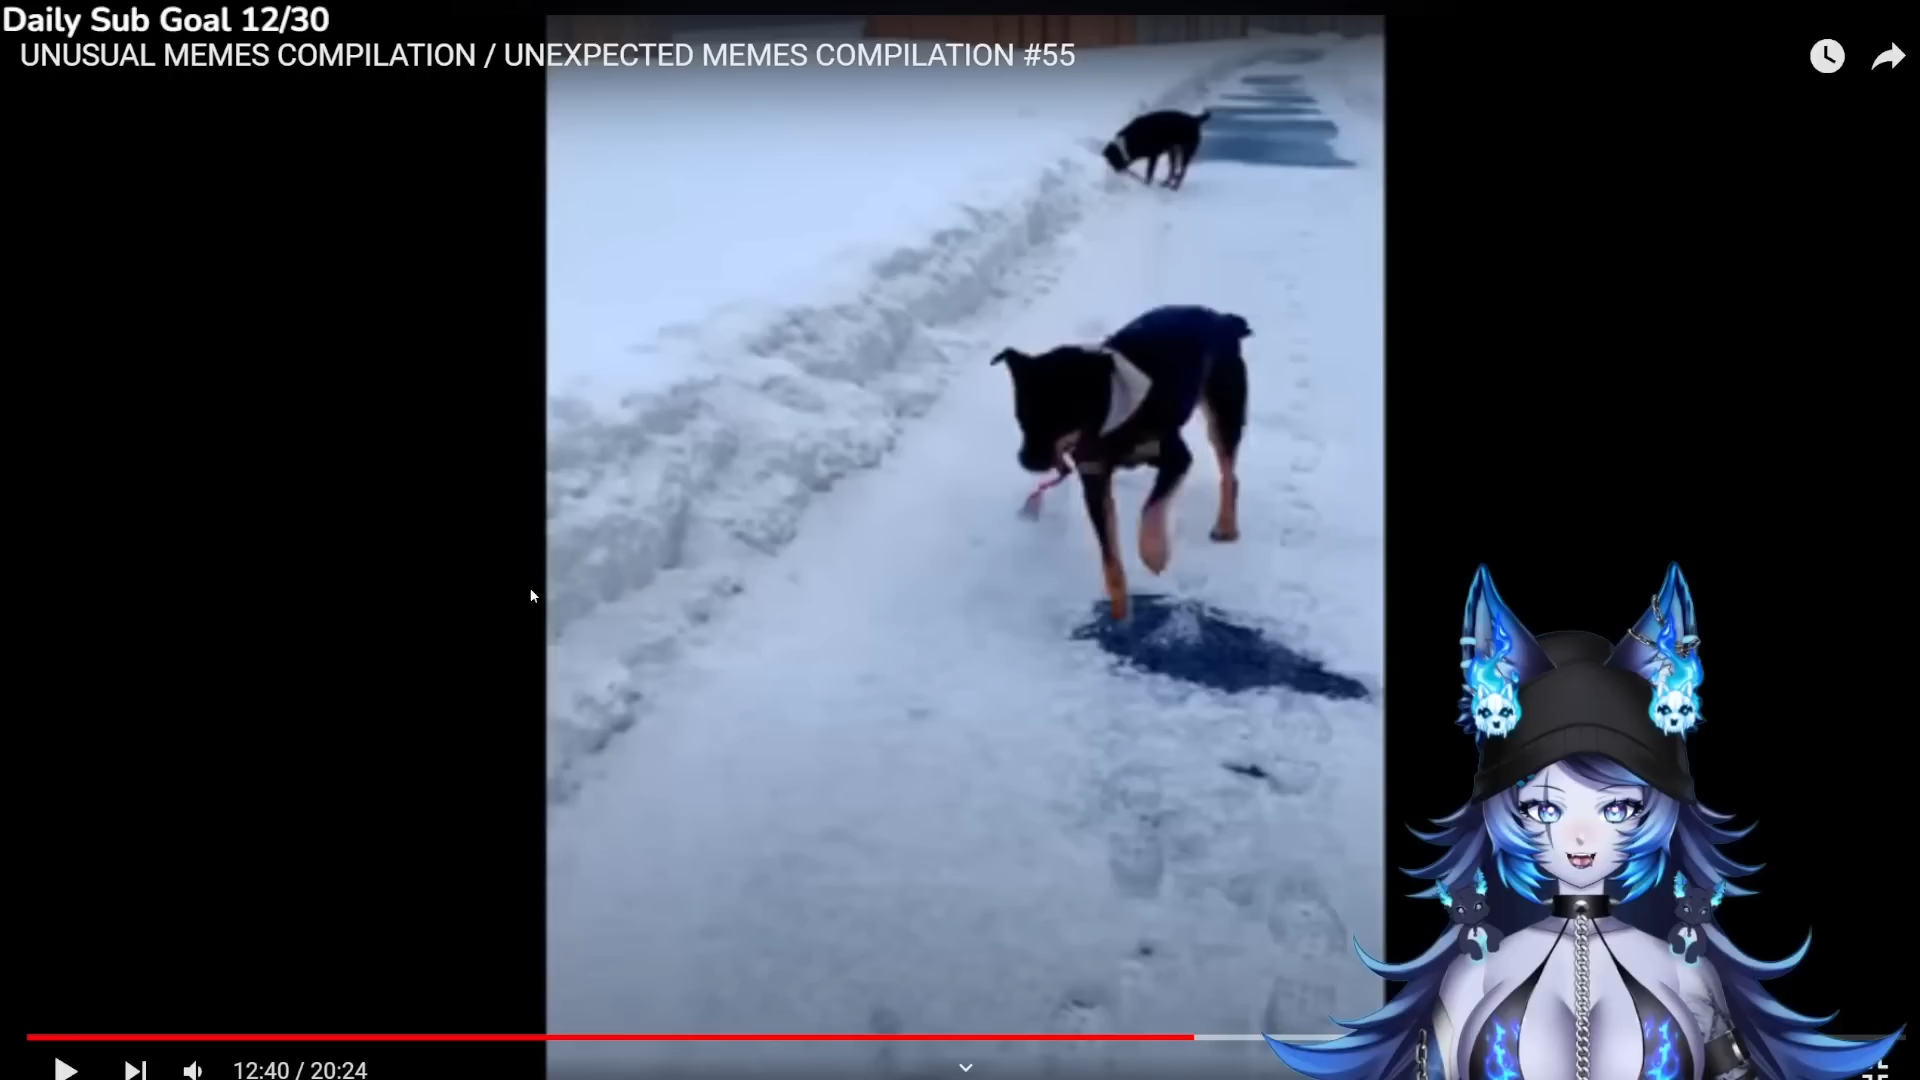 Daily Sub Goal 12/30
UNUSUAL MEMES COMPILATION / UNEXPECTED MEMES COMPILATION #55
12:40 / 20:24